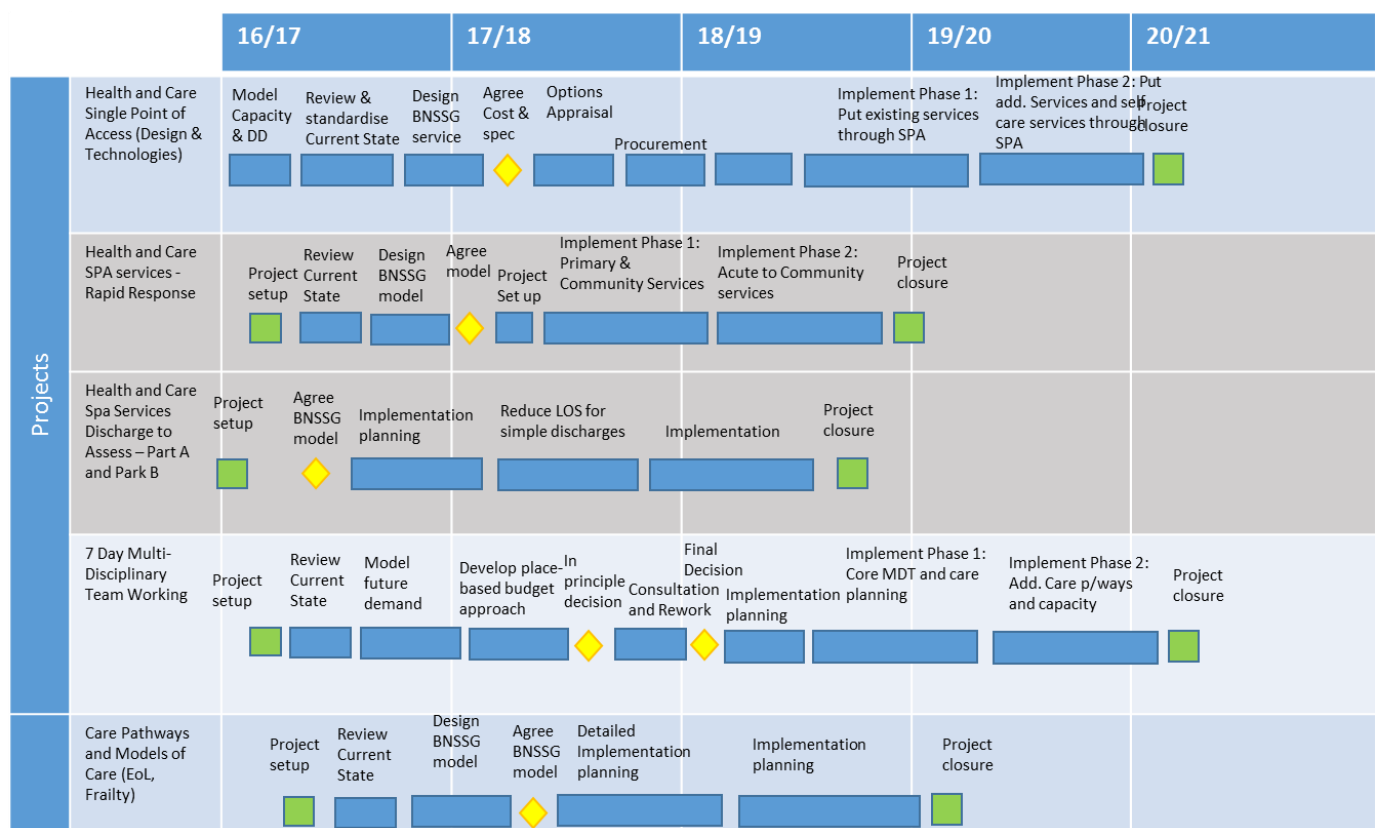 16/17
17/18
18/19
19/20
20/21
Projects
Health and Care
Single Point of
Access (Design &
Technologies)
Model
Capacity
& DD
Review &
standardise
Current State
Design
BNSSG
service
Agree
Cost &
spec
Options
Appraisal
Procurement
Implement Phase 1:
Put existing services
through SPA
Implement Phase 2: Put
add. Services and self
care services through
SPA
Project
closure
Health and Care
SPA services -
Rapid Response
Project
setup
Review
Current
State
Design
BNSSG
model
Agree
model
Project
Set up
Implement Phase 1:
Primary &
Community Services
Implement Phase 2:
Acute to Community
services
Project
closure
Health and Care
Spa Services
Discharge to
Assess – Part A
and Park B
Project
setup
Agree
BNSSG
model
Implementation
planning
Reduce LOS for
simple discharges
Implementation
Project
closure
7 Day Multi-
Disciplinary
Team Working
Project
setup
Review
Current
State
Model
future
demand
Develop place-
based budget
approach
In
principle
decision
Consultation
and Rework
Final
Decision
Implementation
planning
Implement Phase 1:
Core MDT and care
planning
Implement Phase 2:
Add. Care p/ways
and capacity
Project
closure
Care Pathways
and Models of
Care (EoL,
Frailty)
Project
setup
Review
Current
State
Design
BNSSG
model
Agree
BNSSG
model
Detailed
Implementation
planning
Implementation
planning
Project
closure